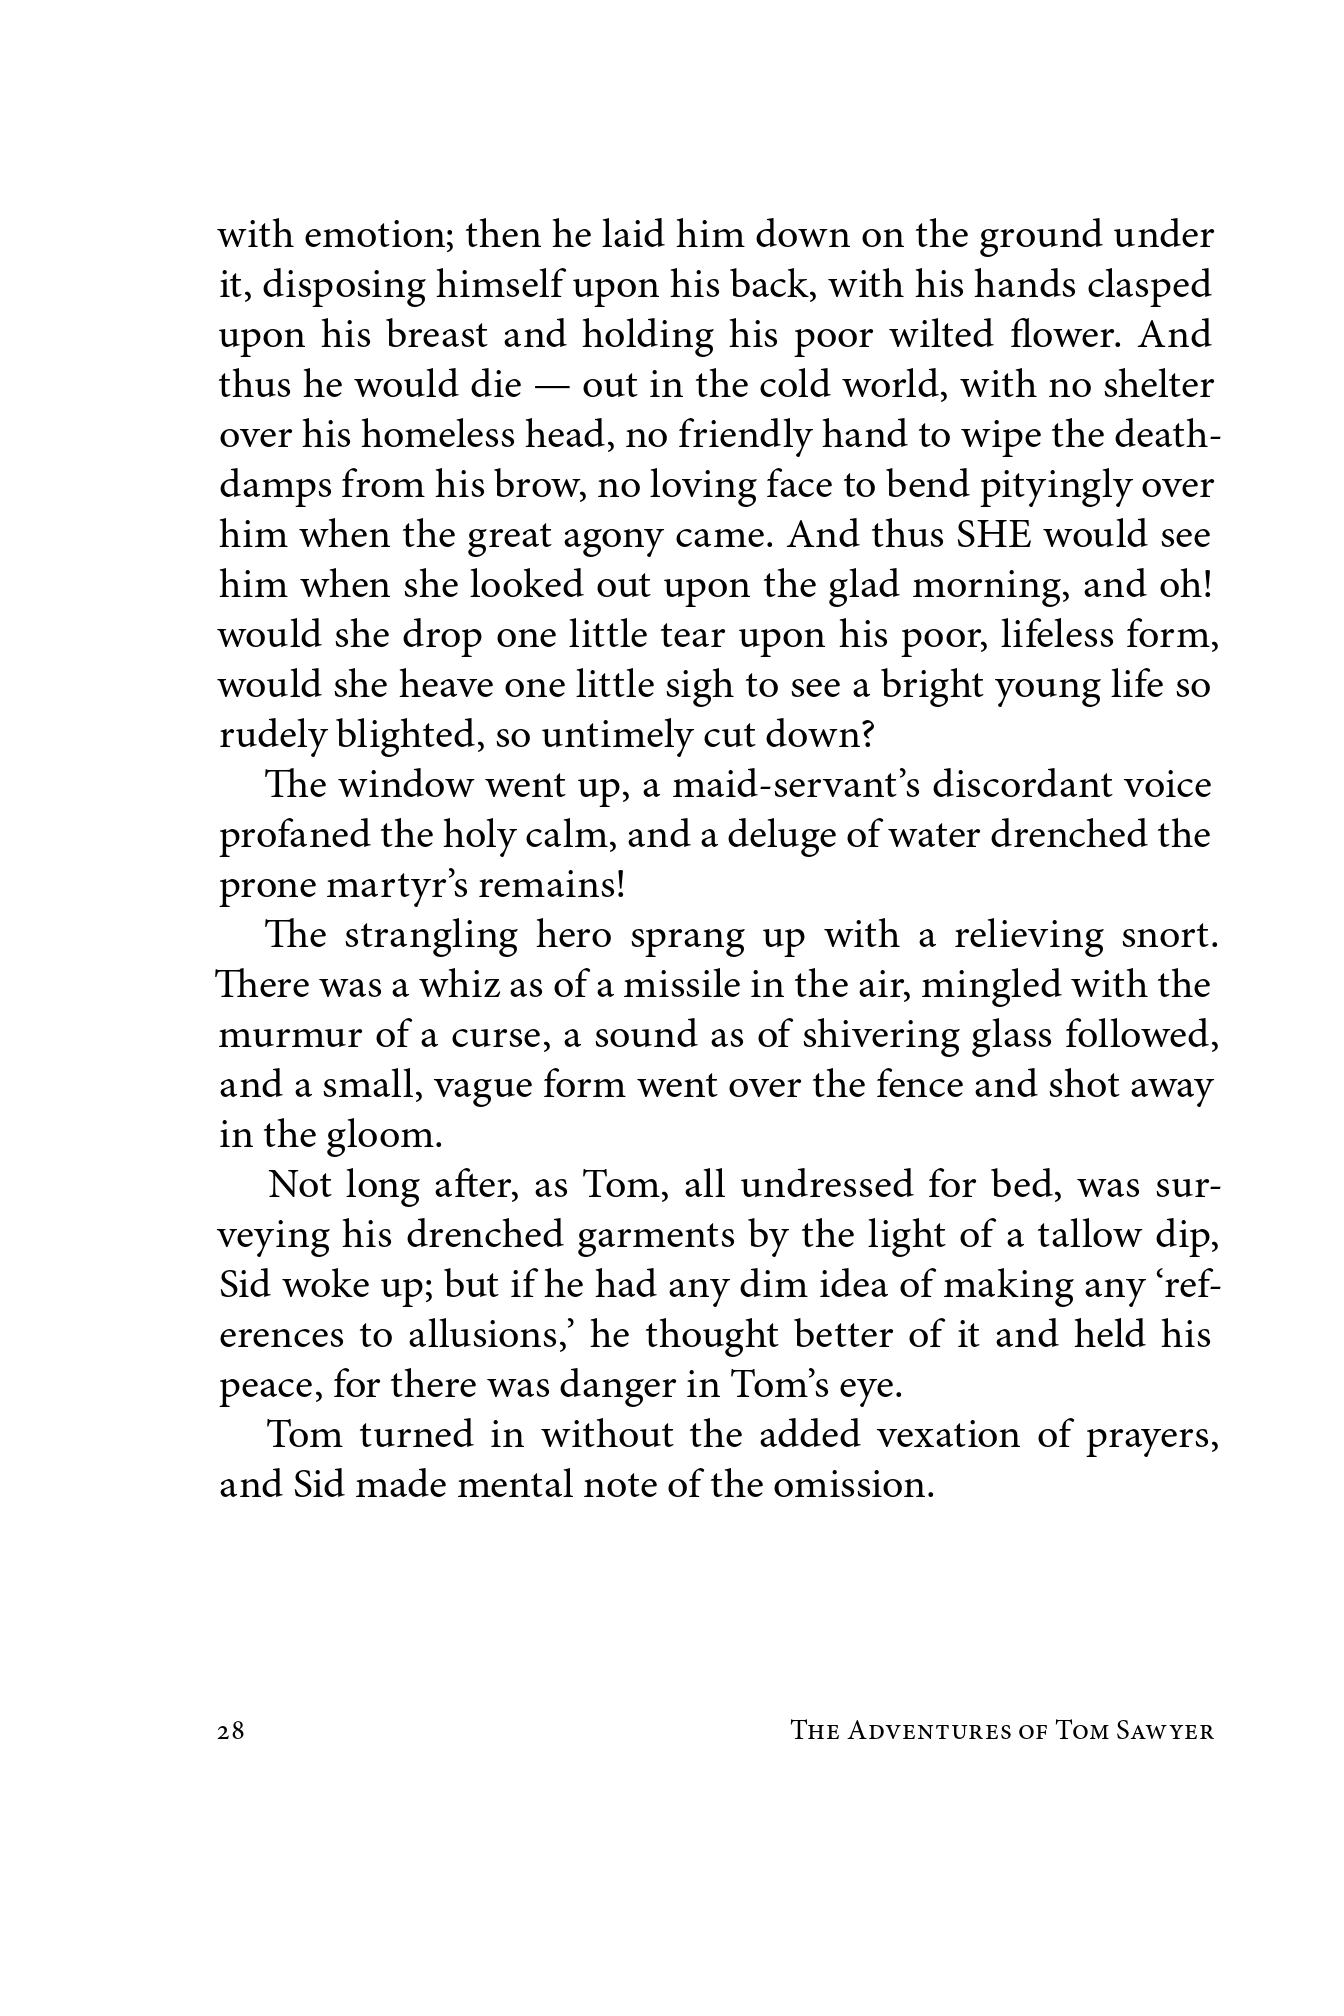 with emotion; then he laid him down on the ground under
it, disposing himself upon his back, with his hands clasped
upon his breast and holding his poor wilted flower. And
thus he would die — out in the cold world, with no shelter
over his homeless head, no friendly hand to wipe the death-
damps from his brow, no loving face to bend pityingly over
him when the great agony came. And thus SHE would see
him when she looked out upon the glad morning, and oh!
would she drop one little tear upon his poor, lifeless form,
would she heave one little sigh to see a bright young life so
rudely blighted, so untimely cut down?
The window went up, a maid-servant’s discordant voice
profaned the holy calm, and a deluge of water drenched the
prone martyr’s remains!
The strangling hero sprang up with a relieving snort.
There was a whiz as of a missile in the air, mingled with the
murmur of a curse, a sound as of shivering glass followed,
and a small, vague form went over the fence and shot away
in the gloom.
Not long after, as Tom, all undressed for bed, was sur-
veying his drenched garments by the light of a tallow dip,
Sid woke up; but if he had any dim idea of making any ‘ref-
erences to allusions,’ he thought better of it and held his
peace, for there was danger in Tom’s eye.
Tom turned in without the added vexation of prayers,
and Sid made mental note of the omission.
28 The Adventures of Tom Sawyer